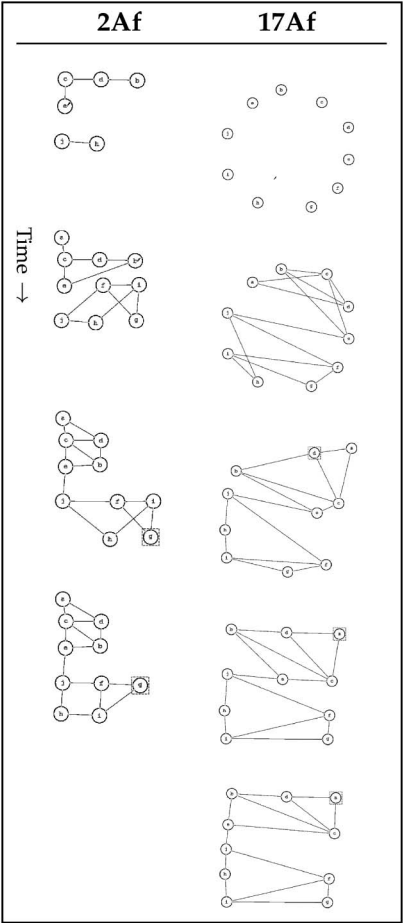 2Af 17Af
Time →
c d b
e
j h
b
a c
j d
i e
h g f
a
c d b
e f i
j h g
b c
a
j d
e
i f
h g
a
c d
e b
j f i
h g
d a
b
j c
h e
i g f
a
c d
e b
j f g
h i
b d a
j e c
h f
i g
b d a
e c
j
h f
i g